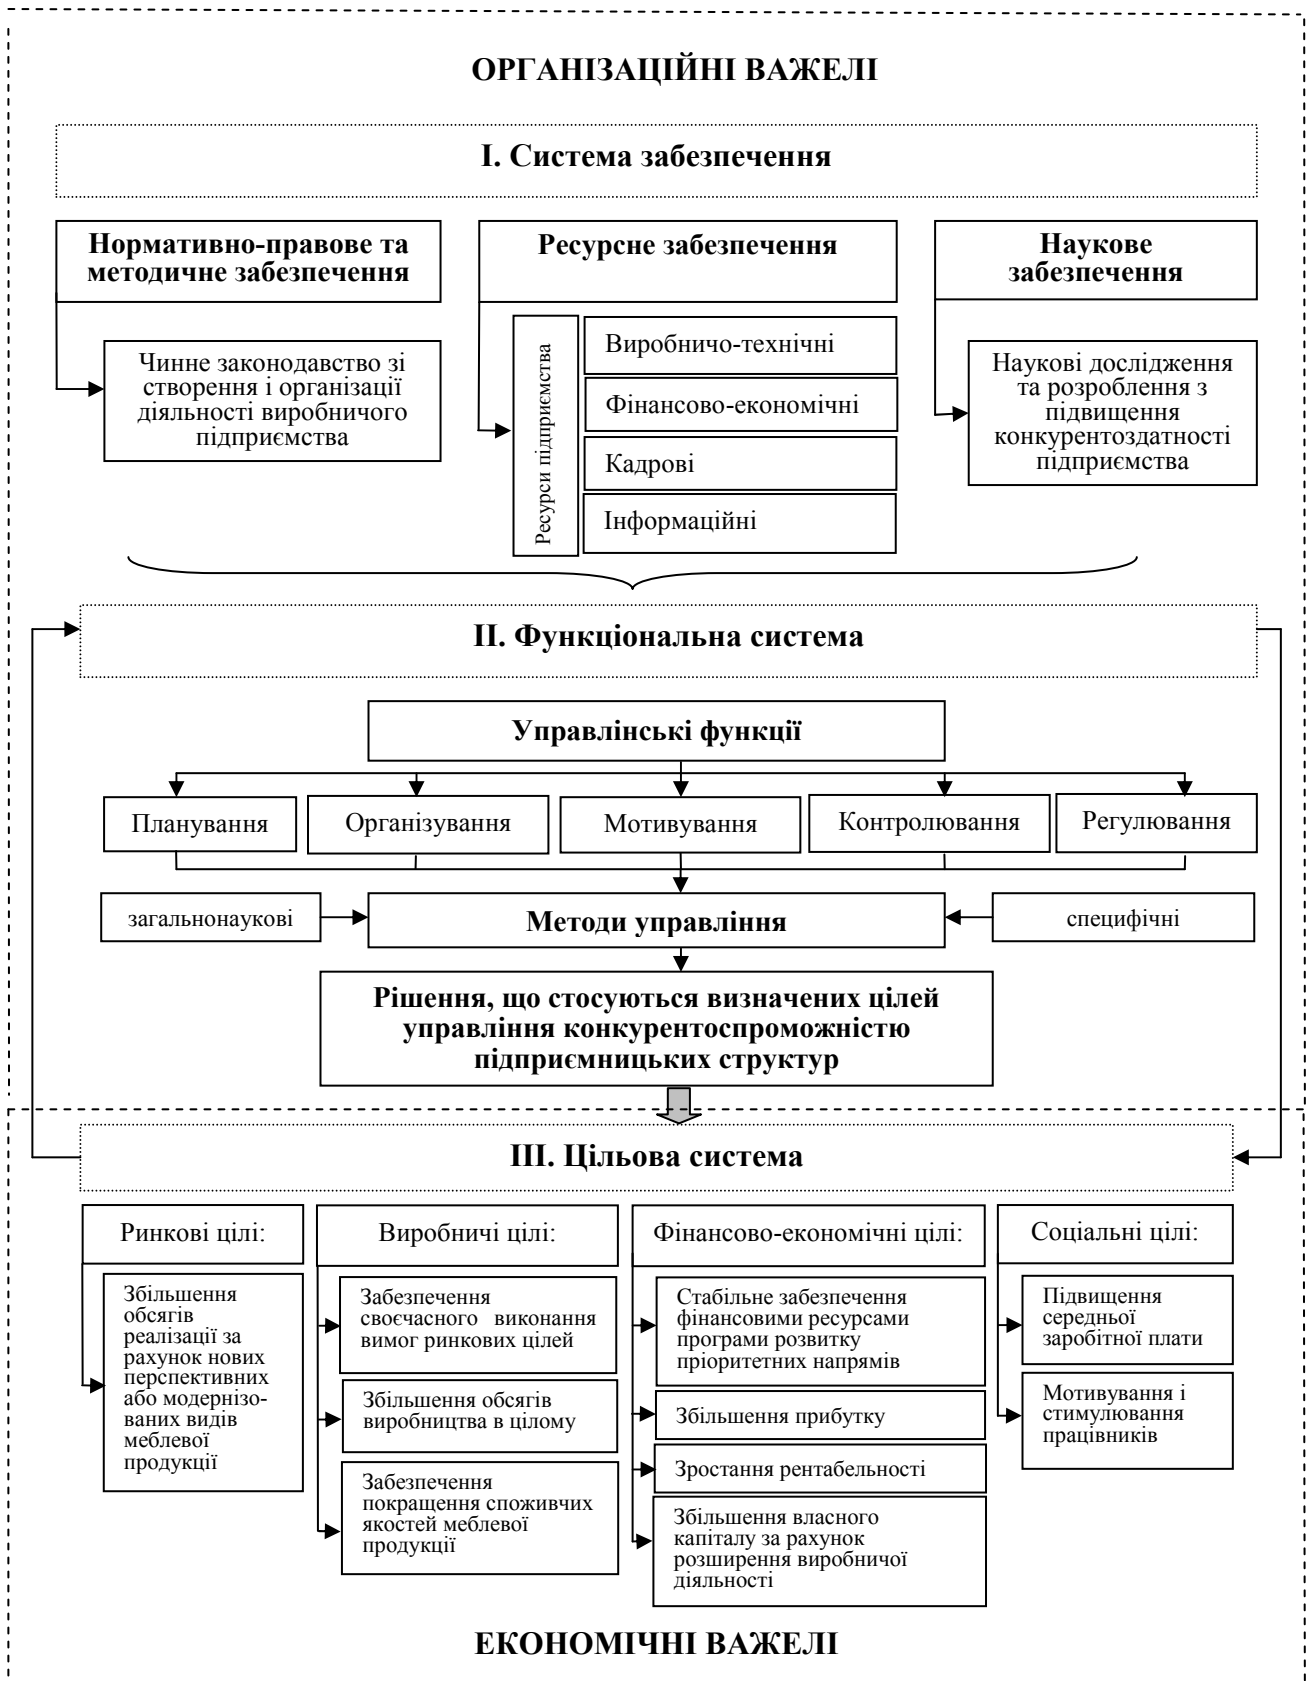 ОРГАНІЗАЦІЙНІ ВАЖЕЛІ
І. Система забезпечення
Нормативно-правове та
методичне забезпечення
Чинне законодавство зі
створення і організації
діяльності виробничого
підприємства
Ресурсне забезпечення
Ресурси підприємства
Виробничо-технічні
Фінансово-економічні
Кадрові
Інформаційні
Наукове
забезпечення
Наукові дослідження
та розроблення з
підвищення
конкурентоздатності
підприємства
ІІ. Функціональна система
Управлінські функції
Планування
Організування
Мотивування
Контролювання
Регулювання
загальнонаукові
Методи управління
специфічні
Рішення, що стосуються визначених цілей
управління конкурентоспроможністю
підприємницьких структур
ІІІ. Цільова система
Ринкові цілі:
Збільшення
обсягів
реалізації за
рахунок нових
перспективних
або модернізо-
ваних видів
меблевої
продукції
Виробничі цілі:
Забезпечення
своєчасного виконання
вимог ринкових цілей
Збільшення обсягів
виробництва в цілому
Забезпечення
покращення споживчих
якостей меблевої
продукції
Фінансово-економічні цілі:
Стабільне забезпечення
фінансовими ресурсами
програми розвитку
пріоритетних напрямів
Збільшення прибутку
Зростання рентабельності
Збільшення власного
капіталу за рахунок
розширення виробничої
діяльності
Соціальні цілі:
Підвищення
середньої
заробітної плати
Мотивування і
стимулювання
працівників
ЕКОНОМІЧНІ ВАЖЕЛІ